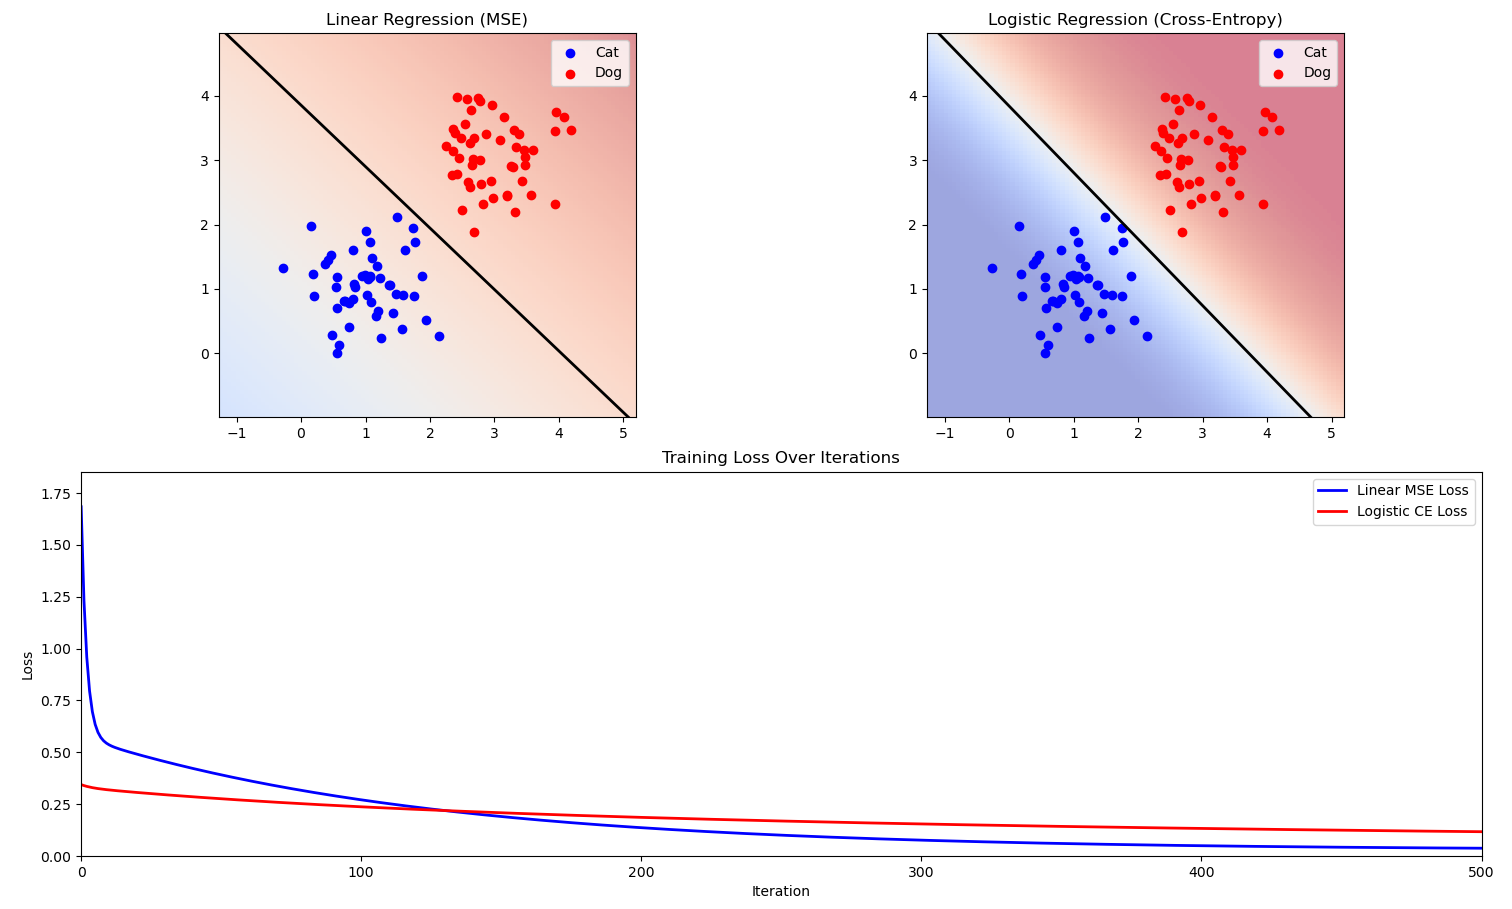 Linear Regression (MSE)
Cat
Dog
4
3
2
1
0
−1 0 1 2 3 4 5
Logistic Regression (Cross-Entropy)
Cat
Dog
4
3
2
1
0
−1 0 1 2 3 4 5
Training Loss Over Iterations
Linear MSE Loss
Logistic CE Loss
Loss
1.75
1.50
1.25
1.00
0.75
0.50
0.25
0.00
0 100 200 300 400 500
Iteration